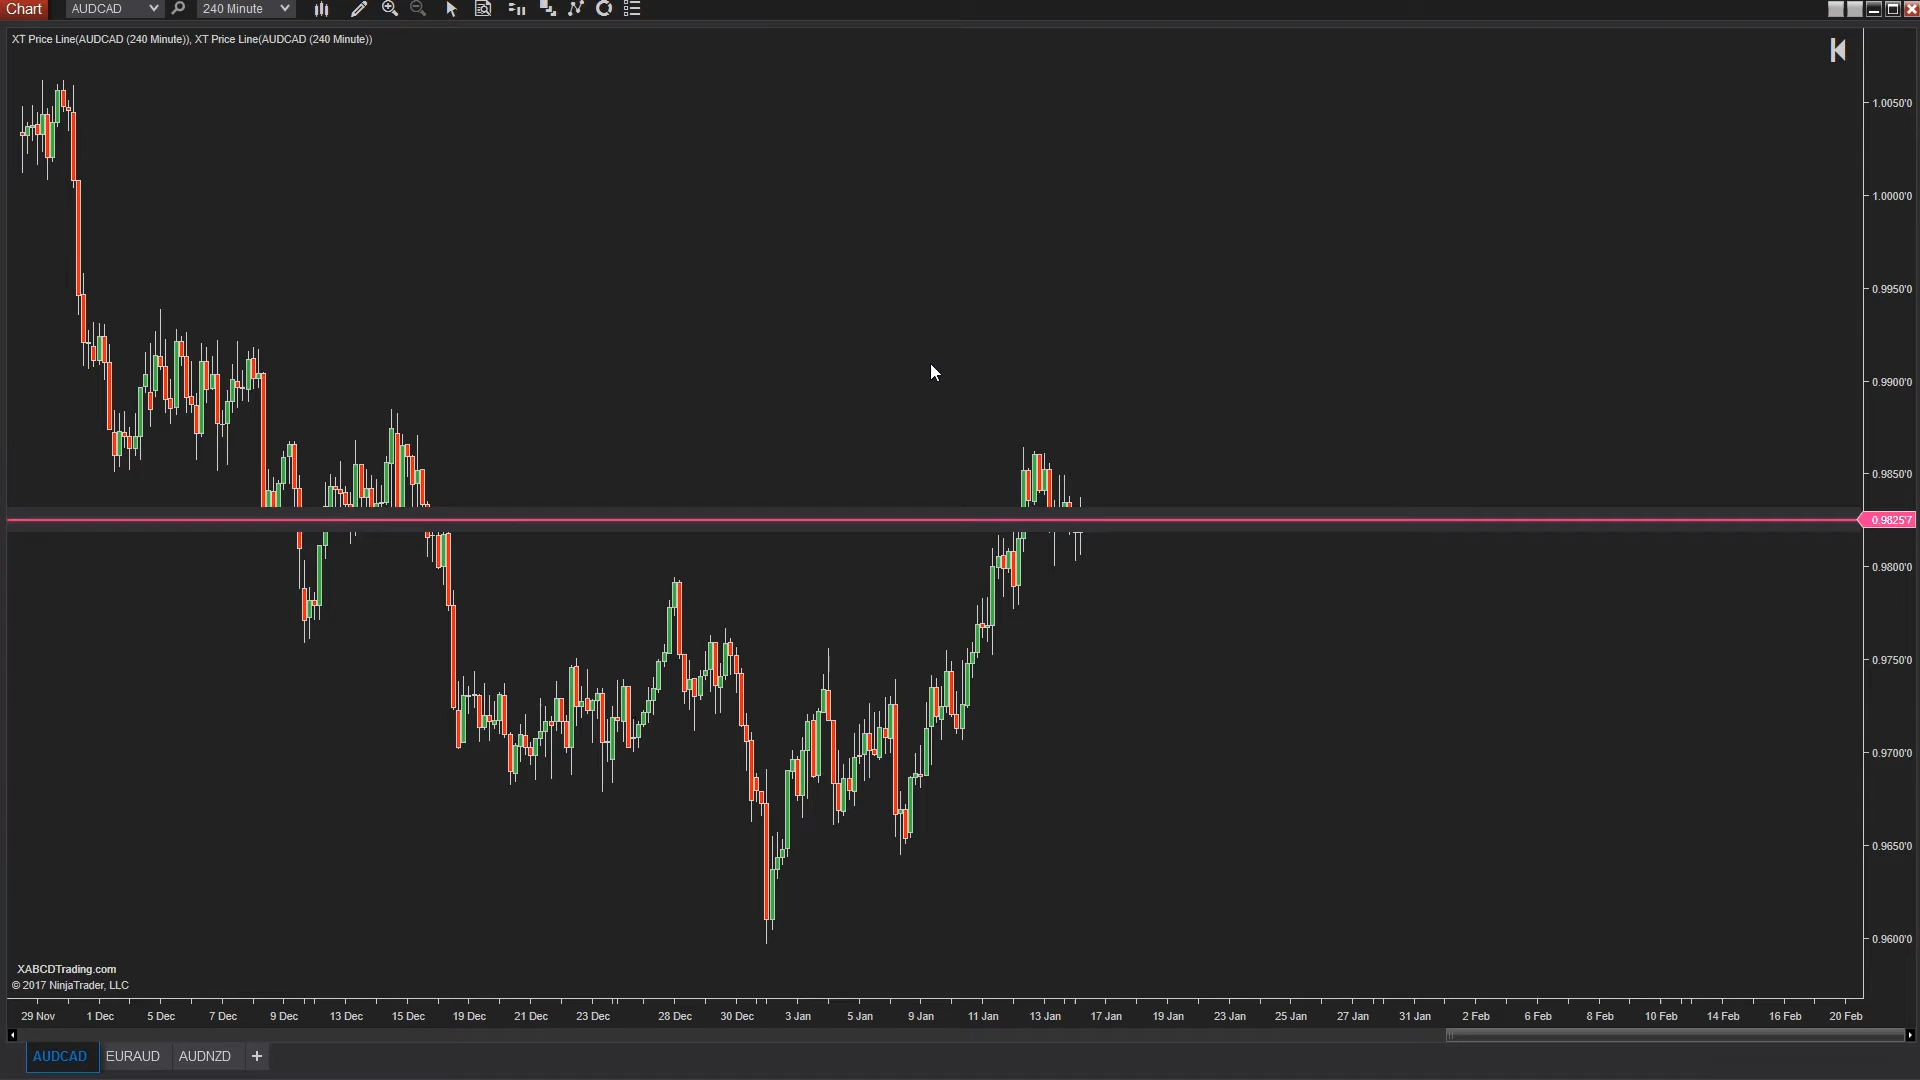 Chart AUDCAD 240 Minute
XT Price Line(AUDCAD (240 Minute)), XT Price Line(AUDCAD (240 Minute))
1.0050'0
1.0000'0
0.9950'0
0.9900'0
0.9850'0
0.9825'7
0.9800'0
0.9750'0
0.9700'0
0.9650'0
0.9600'0
XABCDTrading.com
© 2017 NinjaTrader, LLC
29 Nov 1 Dec 5 Dec 7 Dec 9 Dec 13 Dec 15 Dec 19 Dec 21 Dec 23 Dec 28 Dec 30 Dec 3 Jan 5 Jan 9 Jan 11 Jan 13 Jan 17 Jan 19 Jan 23 Jan 25 Jan 27 Jan 31 Jan 2 Feb 6 Feb 8 Feb 10 Feb 14 Feb 16 Feb 20 Feb
AUDCAD EURAUD AUDNZD +